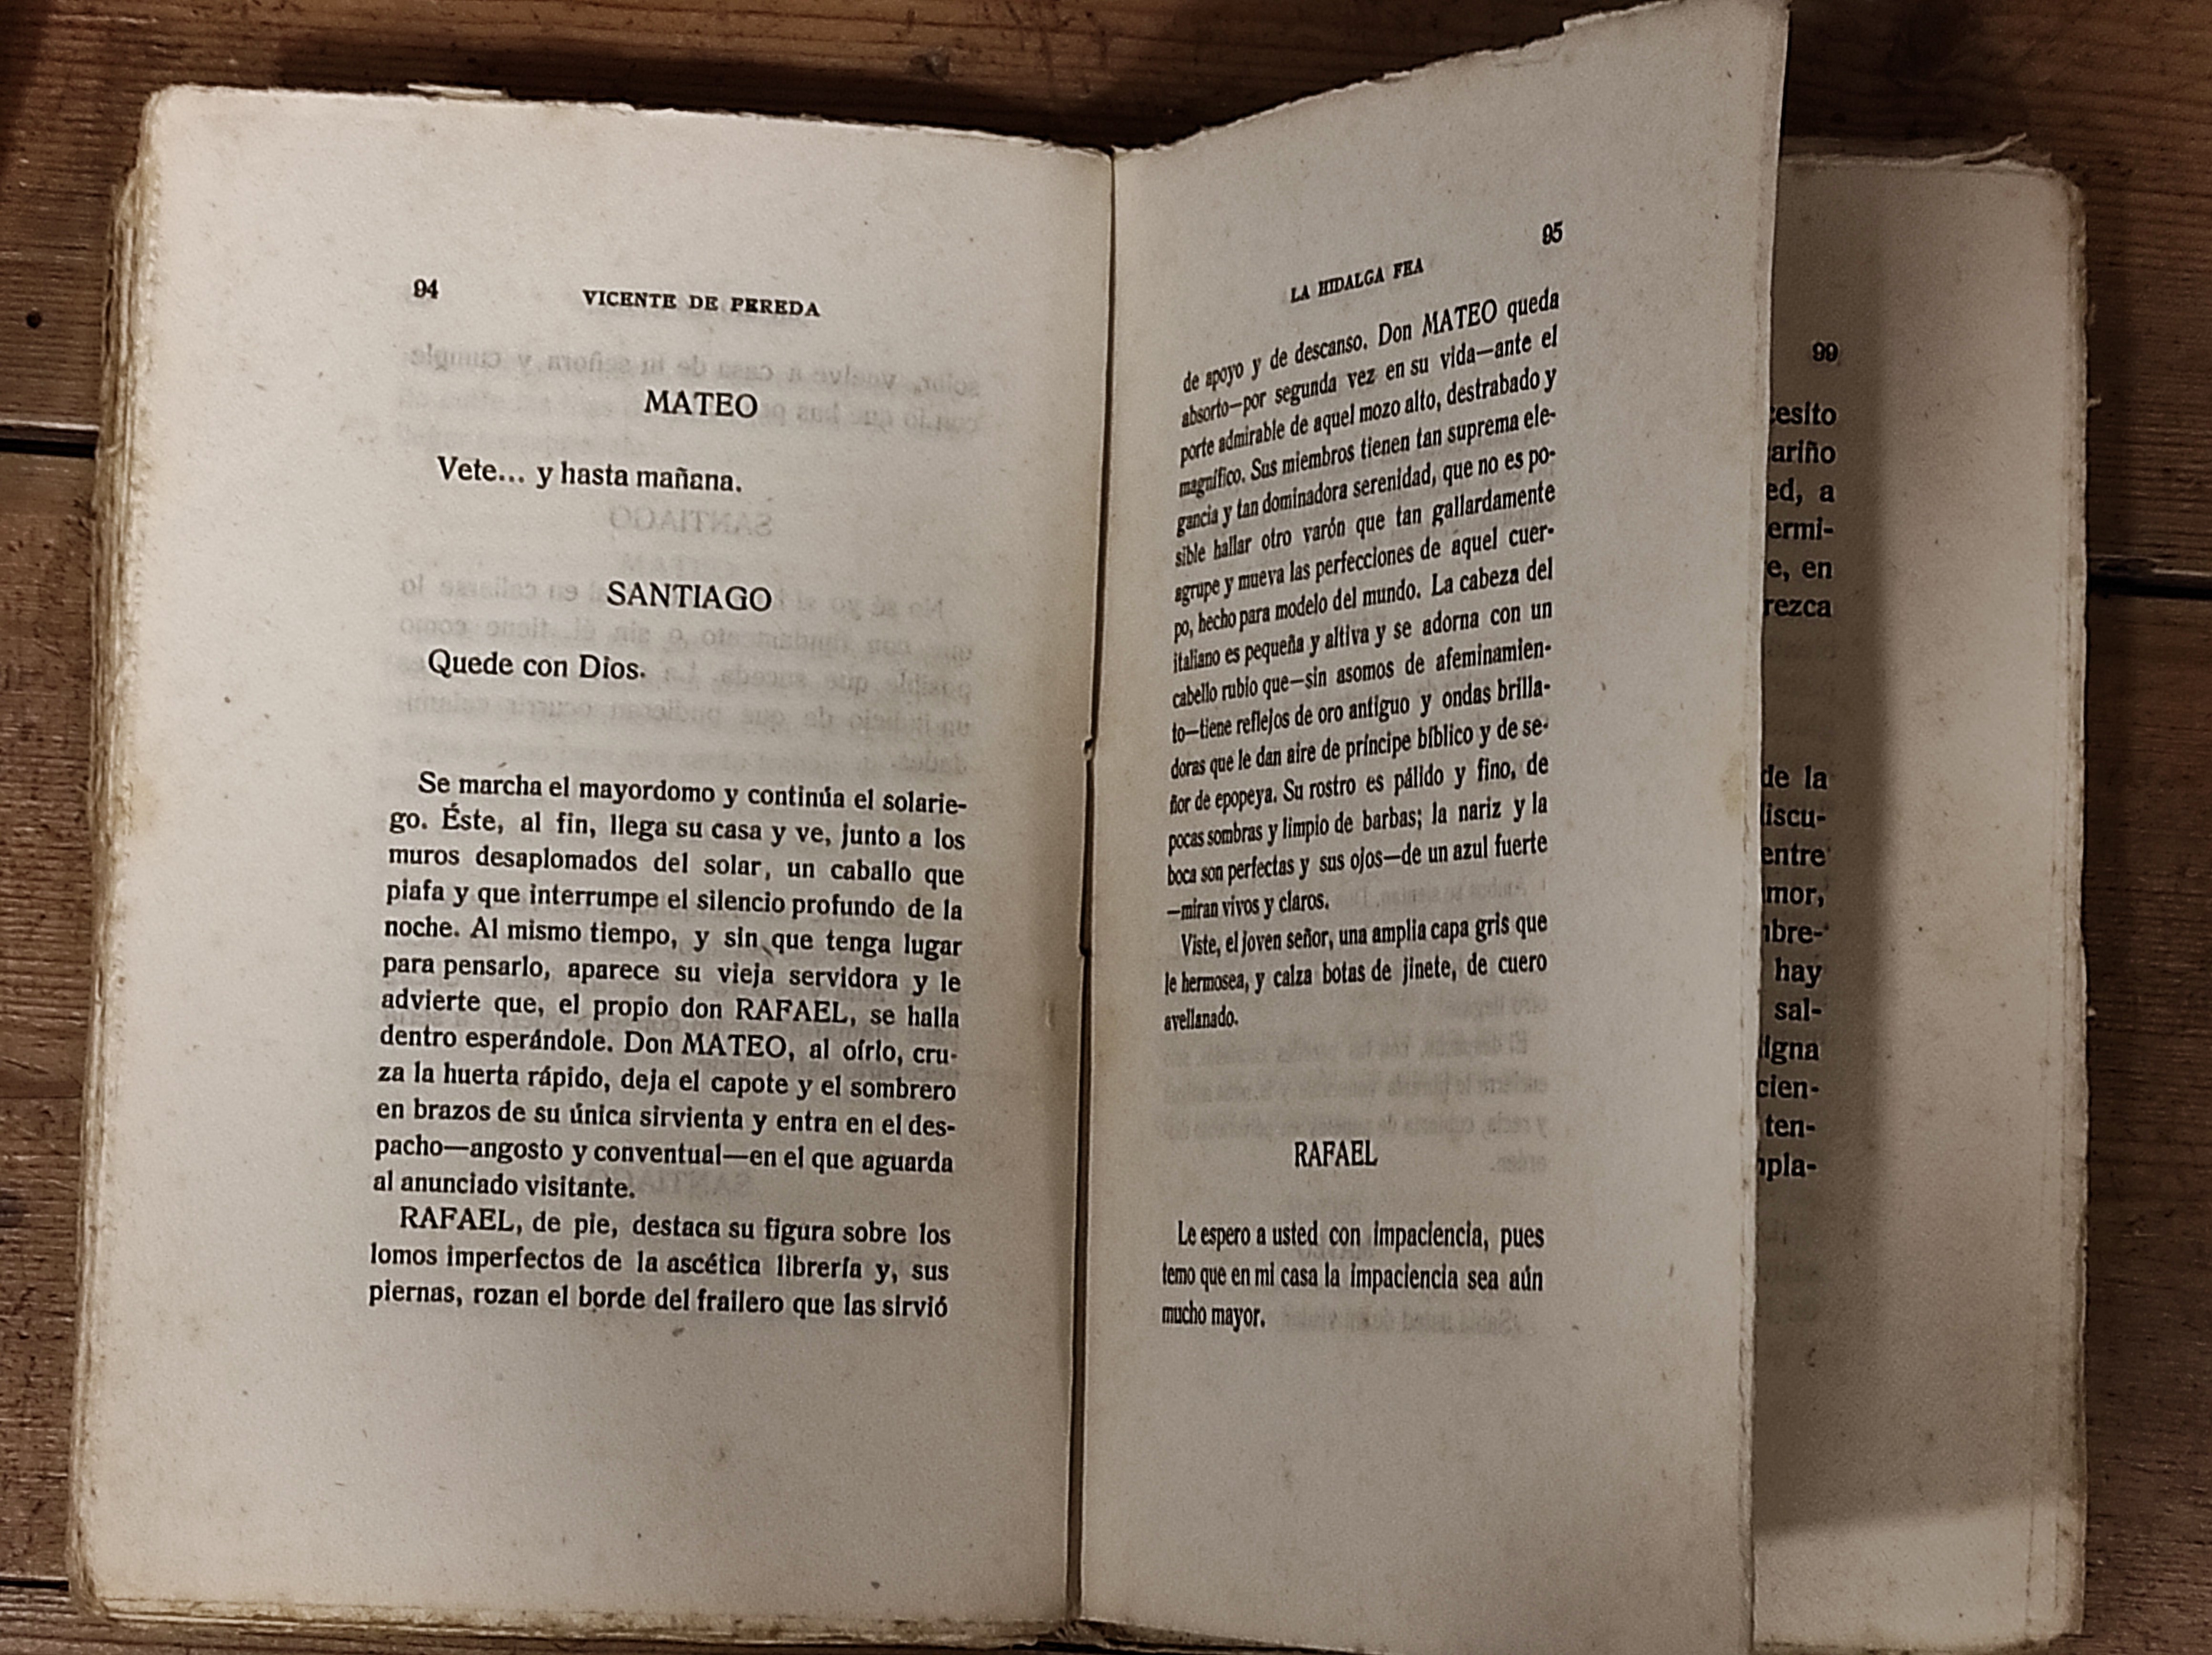 94 VICENTE DE PEREDA
MATEO
Vete... y hasta mañana.
SANTIAGO
Quede con Dios.
Se marcha el mayordomo y continúa el solarie-
go. Éste, al fin, llega su casa y ve, junto a los
muros desaplomados del solar, un caballo que
piafa y que interrumpe el silencio profundo de la
noche. Al mismo tiempo, y sin que tenga lugar
para pensarlo, aparece su vieja servidora y le
advierte que, el propio don RAFAEL, se halla
dentro esperándole. Don MATEO, al oírlo, cru-
za la huerta rápido, deja el capote y el sombrero
en brazos de su única sirvienta y entra en el des-
pacho—angosto y conventual—en el que aguarda
al anunciado visitante.
RAFAEL, de pie, destaca su figura sobre los
lomos imperfectos de la ascética librería y, sus
piernas, rozan el borde del frailero que las sirvió
LA HIDALGA FEA 95
de apoyo y de descanso. Don MATEO queda
absorto—por segunda vez en su vida—ante el
porte admirable de aquel mozo alto, destrabado y
magnífico. Sus miembros tienen tan suprema ele-
gancia y tan dominadora serenidad, que no es po-
sible hallar otro varón que tan gallardamente
agrupe y mueva las perfecciones de aquel cuer-
po, hecho para modelo del mundo. La cabeza del
italiano es pequeña y altiva y se adorna con un
cabello rubio que—sin asomos de afeminamien-
to—tiene reflejos de oro antiguo y ondas brilla-
doras que le dan aire de príncipe bíblico y de se-
ñor de epopeya. Su rostro es pálido y fino, de
pocas sombras y limpio de barbas; la nariz y la
boca son perfectas y sus ojos—de un azul fuerte
—miran vivos y claros.
Viste, el joven señor, una amplia capa gris que
le hermosea, y calza botas de jinete, de cuero
avellanado.
RAFAEL
Le espero a usted con impaciencia, pues
temo que en mi casa la impaciencia sea aún
mucho mayor.
99
esito
ariño
ed, a
ermi-
e, en
rezca
de la
iscu-
entre
mor,
bre-
hay
sal-
igna
cien-
ten-
pla-